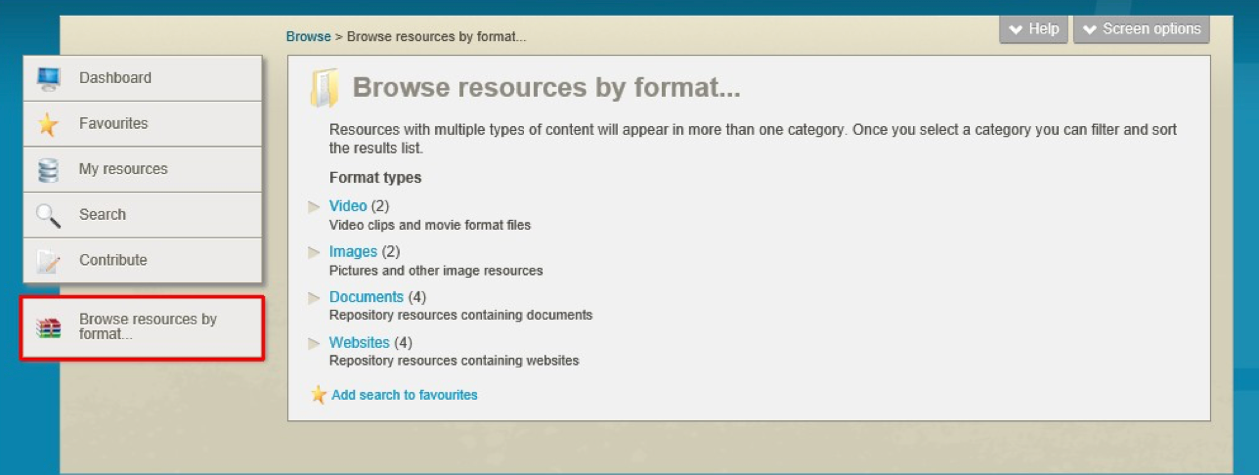 Browse > Browse resources by format...
Help
Screen options
Dashboard
Favourites
My resources
Search
Contribute
Browse resources by
format...
Browse resources by format...
Resources with multiple types of content will appear in more than one category. Once you select a category you can filter and sort
the results list.
Format types
Video (2)
Video clips and movie format files
Images (2)
Pictures and other image resources
Documents (4)
Repository resources containing documents
Websites (4)
Repository resources containing websites
Add search to favourites